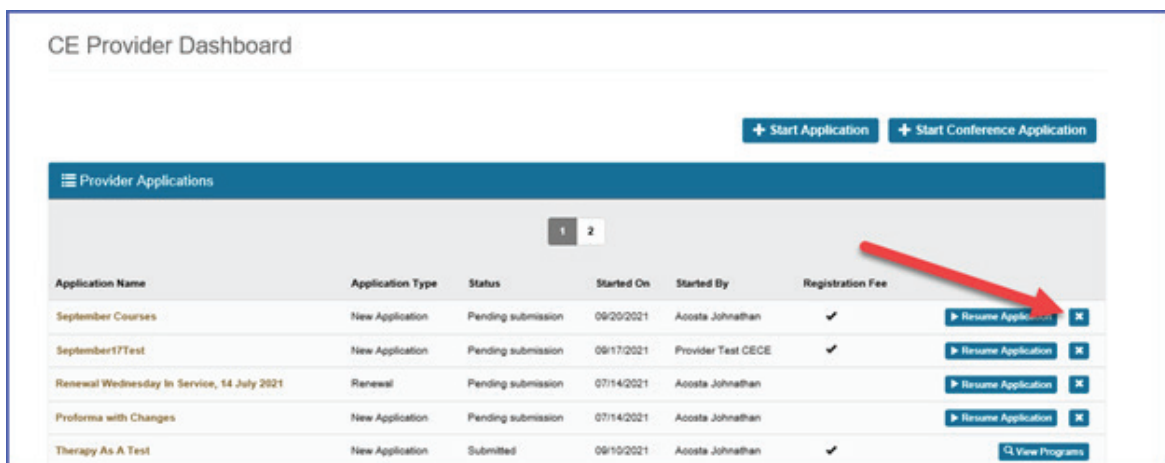 CE Provider Dashboard
+ Start Application + Start Conference Application
Provider Applications
1 2
Application Name Application Type Status Started On Started By Registration Fee
September Courses New Application Pending submission 09/20/2021 Acosta Johnathan ✔ Resume Application ✖
September17Test New Application Pending submission 09/17/2021 Provider Test CECE ✔ Resume Application ✖
Renewal Wednesday In Service, 14 July 2021 Renewal Pending submission 07/14/2021 Acosta Johnathan Resume Application ✖
Proforma with Changes New Application Pending submission 07/14/2021 Acosta Johnathan Resume Application ✖
Therapy As A Test New Application Submitted 09/10/2021 Acosta Johnathan ✔ View Programs